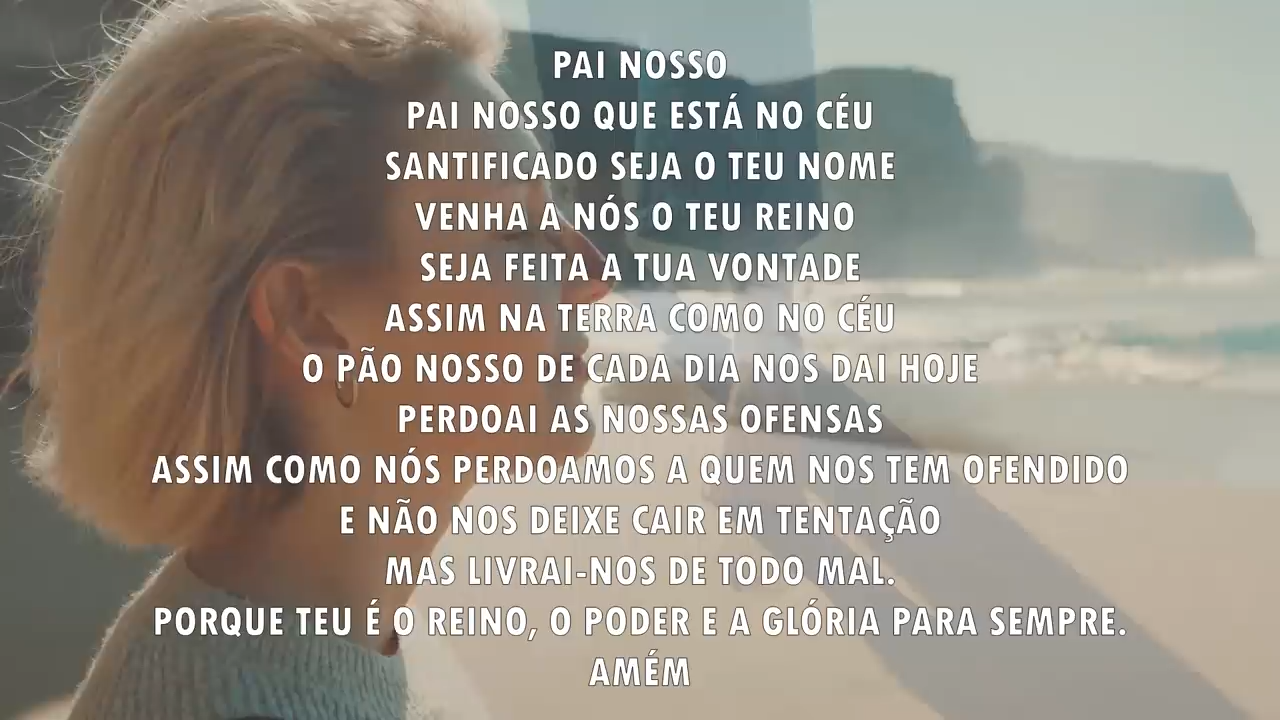 PAI NOSSO
PAI NOSSO QUE ESTÁ NO CÉU
SANTIFICADO SEJA O TEU NOME
VENHA A NÓS O TEU REINO
SEJA FEITA A TUA VONTADE
ASSIM NA TERRA COMO NO CÉU
O PÃO NOSSO DE CADA DIA NOS DAI HOJE
PERDOAI AS NOSSAS OFENSAS
ASSIM COMO NÓS PERDOAMOS A QUEM NOS TEM OFENDIDO
E NÃO NOS DEIXE CAIR EM TENTAÇÃO
MAS LIVRAI-NOS DE TODO MAL.
PORQUE TEU É O REINO, O PODER E A GLÓRIA PARA SEMPRE.
AMÉM